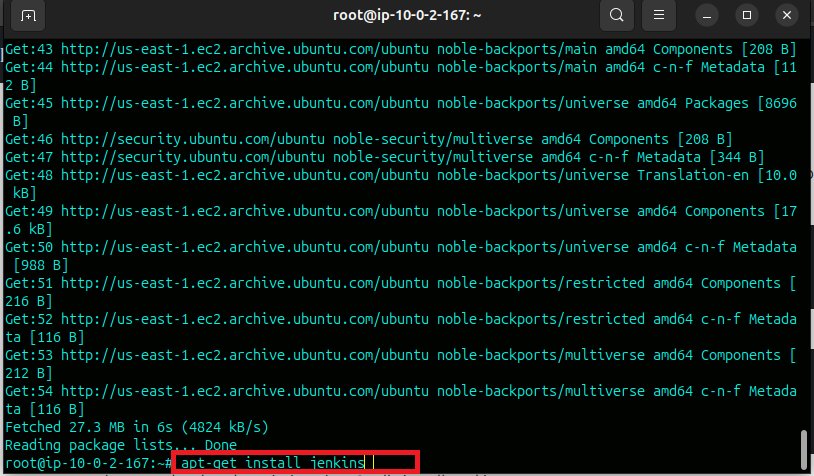 root@ip-10-0-2-167: ~
Get:43 http://us-east-1.ec2.archive.ubuntu.com/ubuntu noble-backports/main amd64 Components [208 B]
Get:44 http://us-east-1.ec2.archive.ubuntu.com/ubuntu noble-backports/main amd64 c-n-f Metadata [11
2 B]
Get:45 http://us-east-1.ec2.archive.ubuntu.com/ubuntu noble-backports/universe amd64 Packages [8696
B]
Get:46 http://security.ubuntu.com/ubuntu noble-security/multiverse amd64 Components [208 B]
Get:47 http://security.ubuntu.com/ubuntu noble-security/multiverse amd64 c-n-f Metadata [344 B]
Get:48 http://us-east-1.ec2.archive.ubuntu.com/ubuntu noble-backports/universe Translation-en [10.0
kB]
Get:49 http://us-east-1.ec2.archive.ubuntu.com/ubuntu noble-backports/universe amd64 Components [17
.6 kB]
Get:50 http://us-east-1.ec2.archive.ubuntu.com/ubuntu noble-backports/universe amd64 c-n-f Metadata
[988 B]
Get:51 http://us-east-1.ec2.archive.ubuntu.com/ubuntu noble-backports/restricted amd64 Components [
216 B]
Get:52 http://us-east-1.ec2.archive.ubuntu.com/ubuntu noble-backports/restricted amd64 c-n-f Metada
ta [116 B]
Get:53 http://us-east-1.ec2.archive.ubuntu.com/ubuntu noble-backports/multiverse amd64 Components [
212 B]
Get:54 http://us-east-1.ec2.archive.ubuntu.com/ubuntu noble-backports/multiverse amd64 c-n-f Metada
ta [116 B]
Fetched 27.3 MB in 6s (4824 kB/s)
Reading package lists... Done
root@ip-10-0-2-167:~# apt-get install jenkins